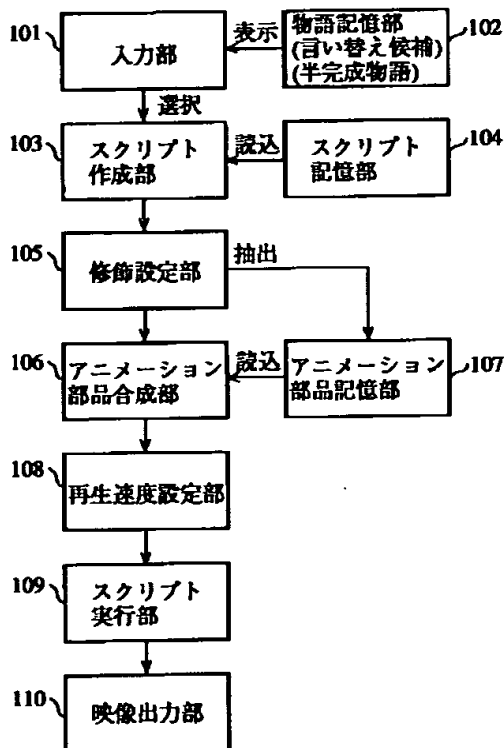 101
入力部
表示
物語記憶部
(言い替え候補)
(半完成物語)
102
選択
103
スクリプト
作成部
読込
スクリプト
記憶部
104
105
修飾設定部
抽出
106
アニメーション
部品合成部
読込
アニメーション
部品記憶部
107
108
再生速度設定部
109
スクリプト
実行部
110
映像出力部